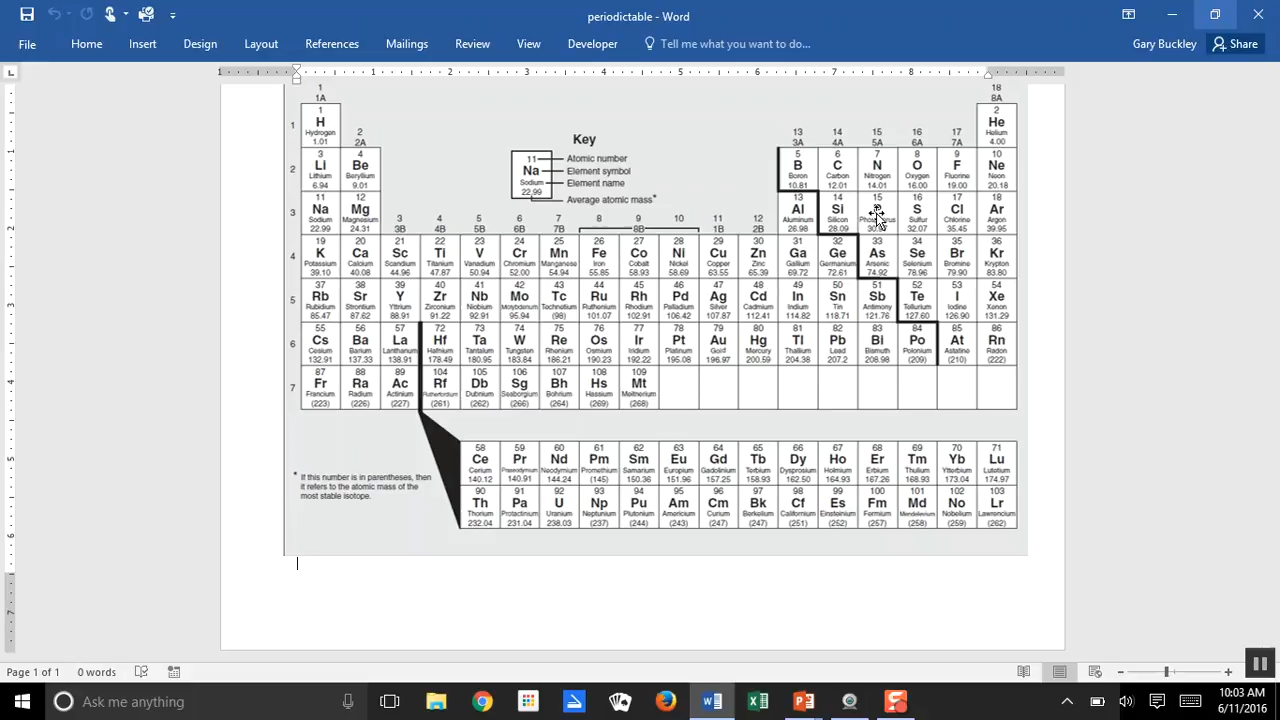 periodictable - Word
File Home Insert Design Layout References Mailings Review View Developer Tell me what you want to do... Gary Buckley Share
1 1 2 3 4 5 6 7 8
1 18
1A 8A
1 1 2
H He
Hydrogen 2 13 14 15 16 17 Helium
1.01 2A Key 3A 4A 5A 6A 7A 4.00
2 3 4 11 Atomic number 5 6 7 8 9 10
Li Be Na Element symbol B C N O F Ne
Lithium Beryllium Sodium Element name Boron Carbon Nitrogen Oxygen Fluorine Neon
6.94 9.01 22.99 Average atomic mass* 10.81 12.01 14.01 16.00 19.00 20.18
3 11 12 13 14 15 16 17 18
Na Mg Al Si S Cl Ar
Sodium Magnesium 3 4 5 6 7 8 9 10 11 12 Aluminum Silicon Sulfur Chlorine Argon
22.99 24.31 3B 4B 5B 6B 7B 8B 1B 2B 26.98 28.09 32.07 35.45 39.95
4 19 20 21 22 23 24 25 26 27 28 29 30 31 32 33 34 35 36
K Ca Sc Ti V Cr Mn Fe Co Ni Cu Zn Ga Ge As Se Br Kr
Potassium Calcium Scandium Titanium Vanadium Chromium Manganese Iron Cobalt Nickel Copper Zinc Gallium Germanium Arsenic Selenium Bromine Krypton
39.10 40.08 44.96 47.87 50.94 52.00 54.94 55.85 58.93 58.69 63.55 65.39 69.72 72.61 74.92 78.96 79.90 83.80
5 37 38 39 40 41 42 43 44 45 46 47 48 49 50 51 52 53 54
Rb Sr Y Zr Nb Mo Tc Ru Rh Pd Ag Cd In Sn Sb Te I Xe
Rubidium Strontium Yttrium Zirconium Niobium Molybdenum Technetium Ruthenium Rhodium Palladium Silver Cadmium Indium Tin Antimony Tellurium Iodine Xenon
85.47 87.62 88.91 91.22 92.91 95.94 (98) 101.07 102.91 106.42 107.87 112.41 114.82 118.71 121.76 127.60 126.90 131.29
6 55 56 57 72 73 74 75 76 77 78 79 80 81 82 83 84 85 86
Cs Ba La Hf Ta W Re Os Ir Pt Au Hg Tl Pb Bi Po At Rn
Cesium Barium Lanthanum Hafnium Tantalum Tungsten Rhenium Osmium Iridium Platinum Gold Mercury Thallium Lead Bismuth Polonium Astatine Radon
132.91 137.33 138.91 178.49 180.95 183.84 186.21 190.23 192.22 195.08 196.97 200.59 204.38 207.2 208.98 (209) (210) (222)
7 87 88 89 104 105 106 107 108 109
Fr Ra Ac Rf Db Sg Bh Hs Mt
Francium Radium Actinium Rutherfordium Dubnium Seaborgium Bohrium Hassium Meitnerium
(223) (226) (227) (261) (262) (266) (264) (269) (268)
58 59 60 61 62 63 64 65 66 67 68 69 70 71
Ce Pr Nd Pm Sm Eu Gd Tb Dy Ho Er Tm Yb Lu
Cerium Praseodymium Neodymium Promethium Samarium Europium Gadolinium Terbium Dysprosium Holmium Erbium Thulium Ytterbium Lutetium
140.12 140.91 144.24 (145) 150.36 151.96 157.25 158.93 162.50 164.93 167.26 168.93 173.04 174.97
90 91 92 93 94 95 96 97 98 99 100 101 102 103
Th Pa U Np Pu Am Cm Bk Cf Es Fm Md No Lr
Thorium Protactinium Uranium Neptunium Plutonium Americium Curium Berkelium Californium Einsteinium Fermium Mendelevium Nobelium Lawrencium
232.04 231.04 238.03 (237) (244) (243) (247) (247) (251) (252) (257) (258) (259) (262)
* If this number is in parentheses, then
it refers to the atomic mass of the
most stable isotope.
Page 1 of 1 0 words
Ask me anything 10:03 AM
6/11/2016